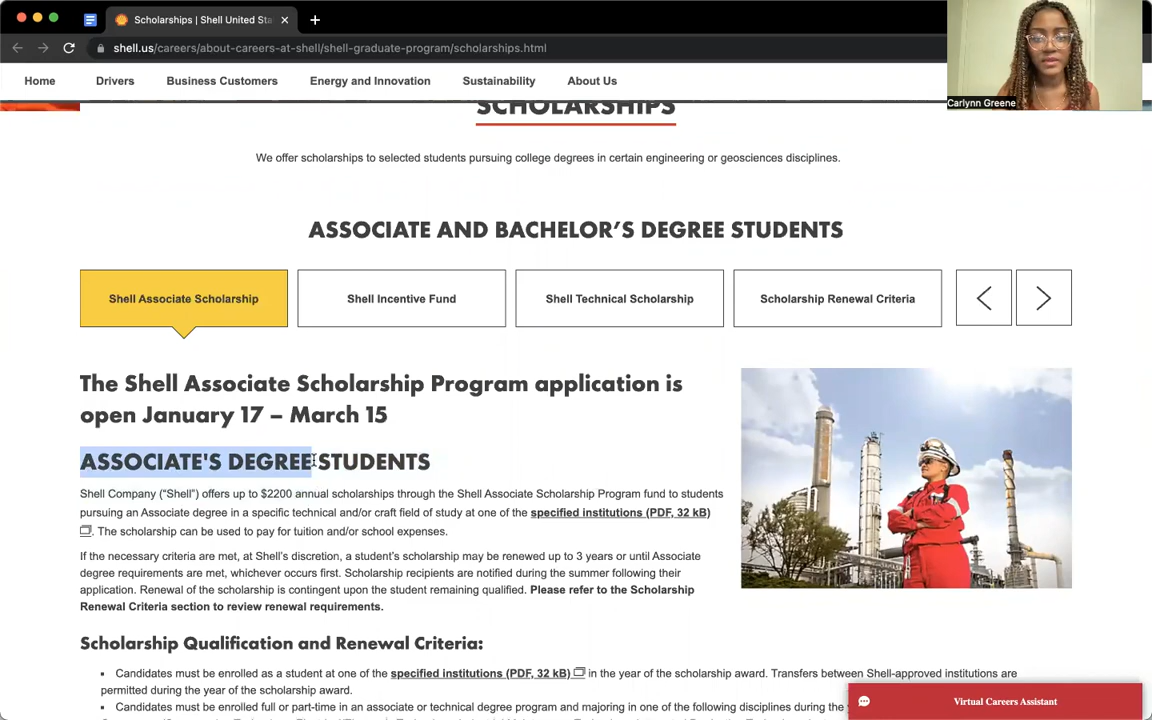 Scholarships | Shell United Sta
shell.us/careers/about-careers-at-shell/shell-graduate-program/scholarships.html
Home Drivers Business Customers Energy and Innovation Sustainability About Us
Carlynn Greene
SCHOLARSHIPS
We offer scholarships to selected students pursuing college degrees in certain engineering or geosciences disciplines.
ASSOCIATE AND BACHELOR'S DEGREE STUDENTS
Shell Associate Scholarship Shell Incentive Fund Shell Technical Scholarship Scholarship Renewal Criteria
The Shell Associate Scholarship Program application is
open January 17 – March 15
ASSOCIATE'S DEGREE STUDENTS
Shell Company (“Shell”) offers up to $2200 annual scholarships through the Shell Associate Scholarship Program fund to students
pursuing an Associate degree in a specific technical and/or craft field of study at one of the specified institutions (PDF, 32 kB)
. The scholarship can be used to pay for tuition and/or school expenses.
If the necessary criteria are met, at Shell’s discretion, a student’s scholarship may be renewed up to 3 years or until Associate
degree requirements are met, whichever occurs first. Scholarship recipients are notified during the summer following their
application. Renewal of the scholarship is contingent upon the student remaining qualified. Please refer to the Scholarship
Renewal Criteria section to review renewal requirements.
Scholarship Qualification and Renewal Criteria:
• Candidates must be enrolled as a student at one of the specified institutions (PDF, 32 kB) in the year of the scholarship award. Transfers between Shell-approved institutions are
permitted during the year of the scholarship award.
• Candidates must be enrolled full or part-time in an associate or technical degree program and majoring in one of the following disciplines during the
Virtual Careers Assistant